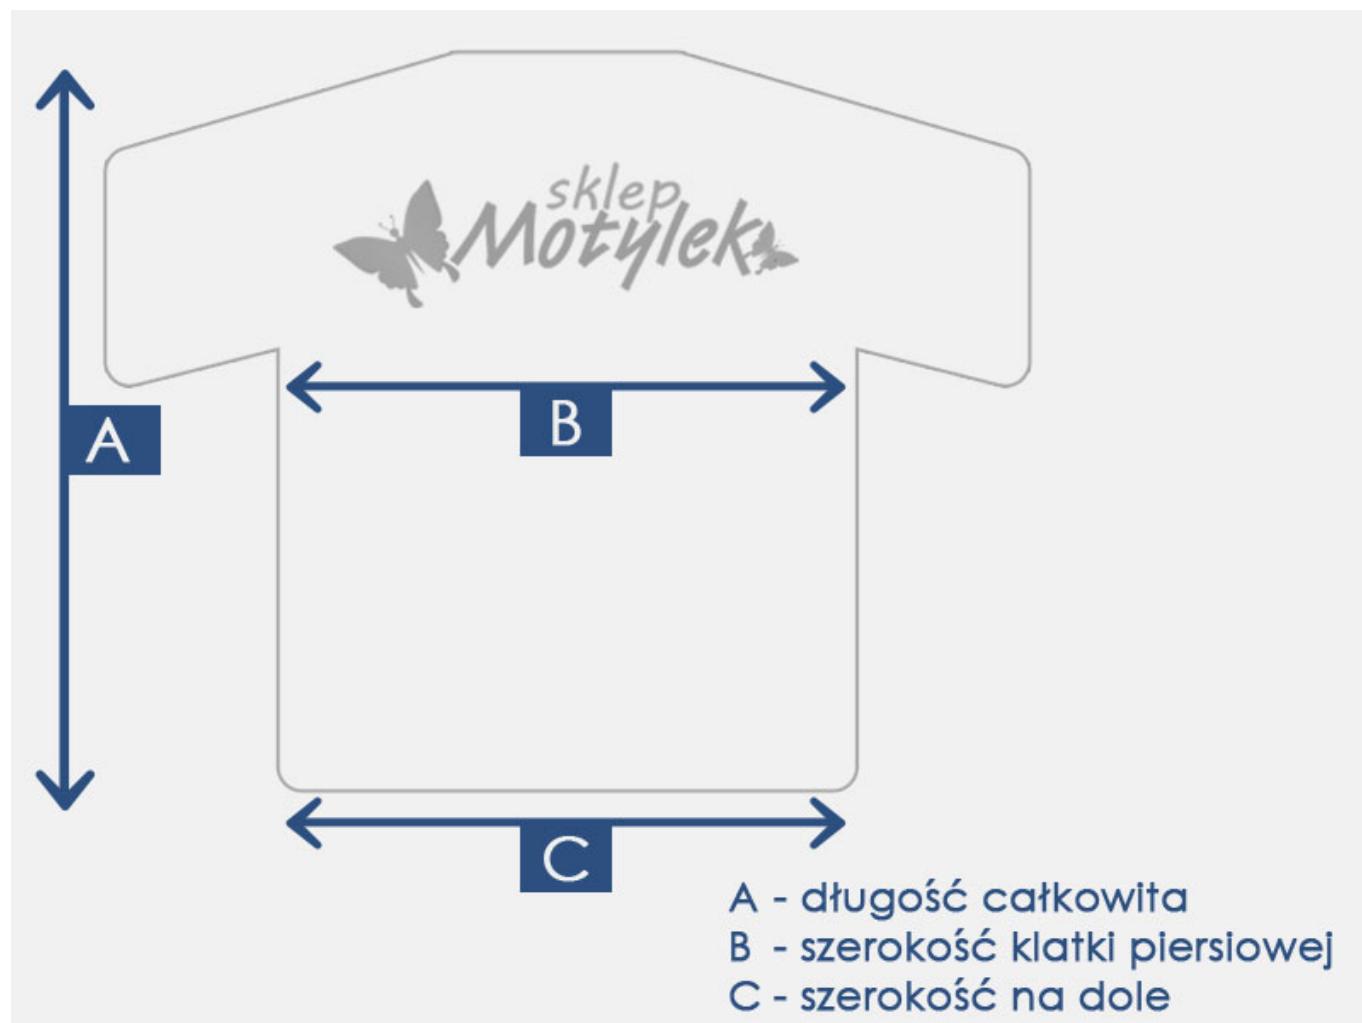 sklep
Motylek
A
B
C
A - długość całkowita
B - szerokość klatki piersiowej
C - szerokość na dole